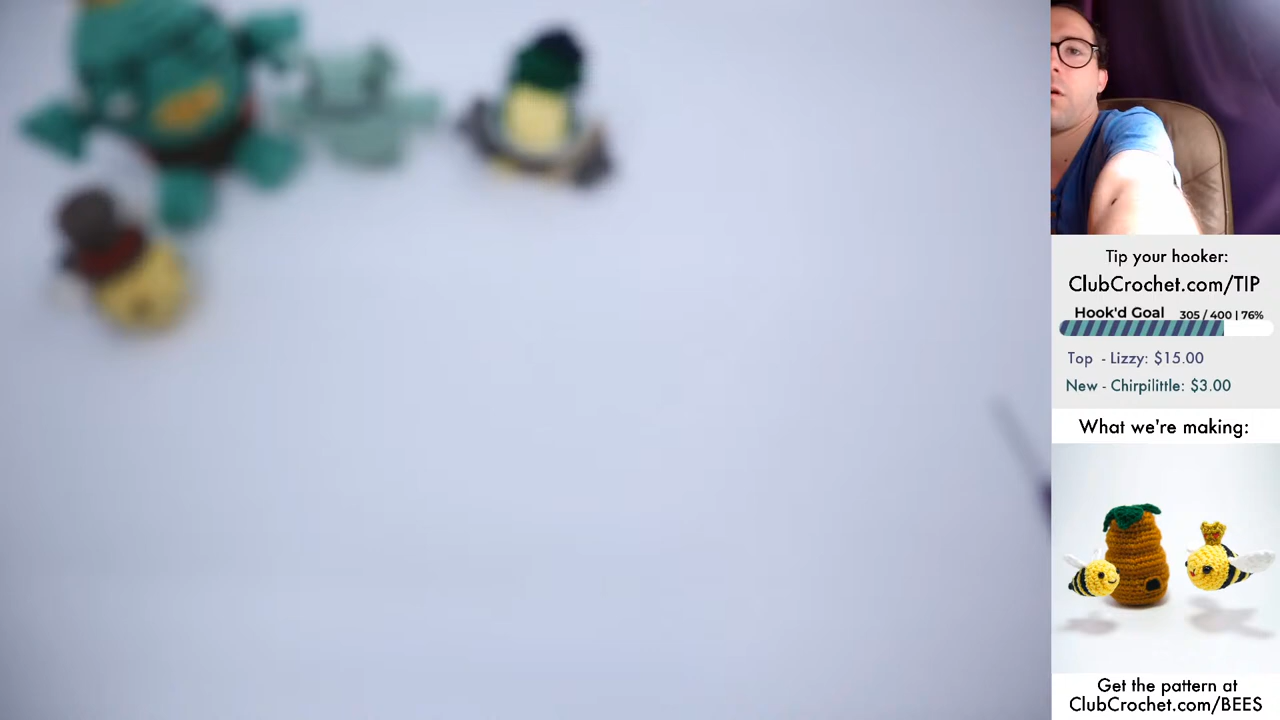 Tip your hooker:
ClubCrochet.com/TIP
Hook'd Goal 305 / 400 | 76%
Top - Lizzy: $15.00
New - Chirpilittle: $3.00
What we're making:
Get the pattern at
ClubCrochet.com/BEES